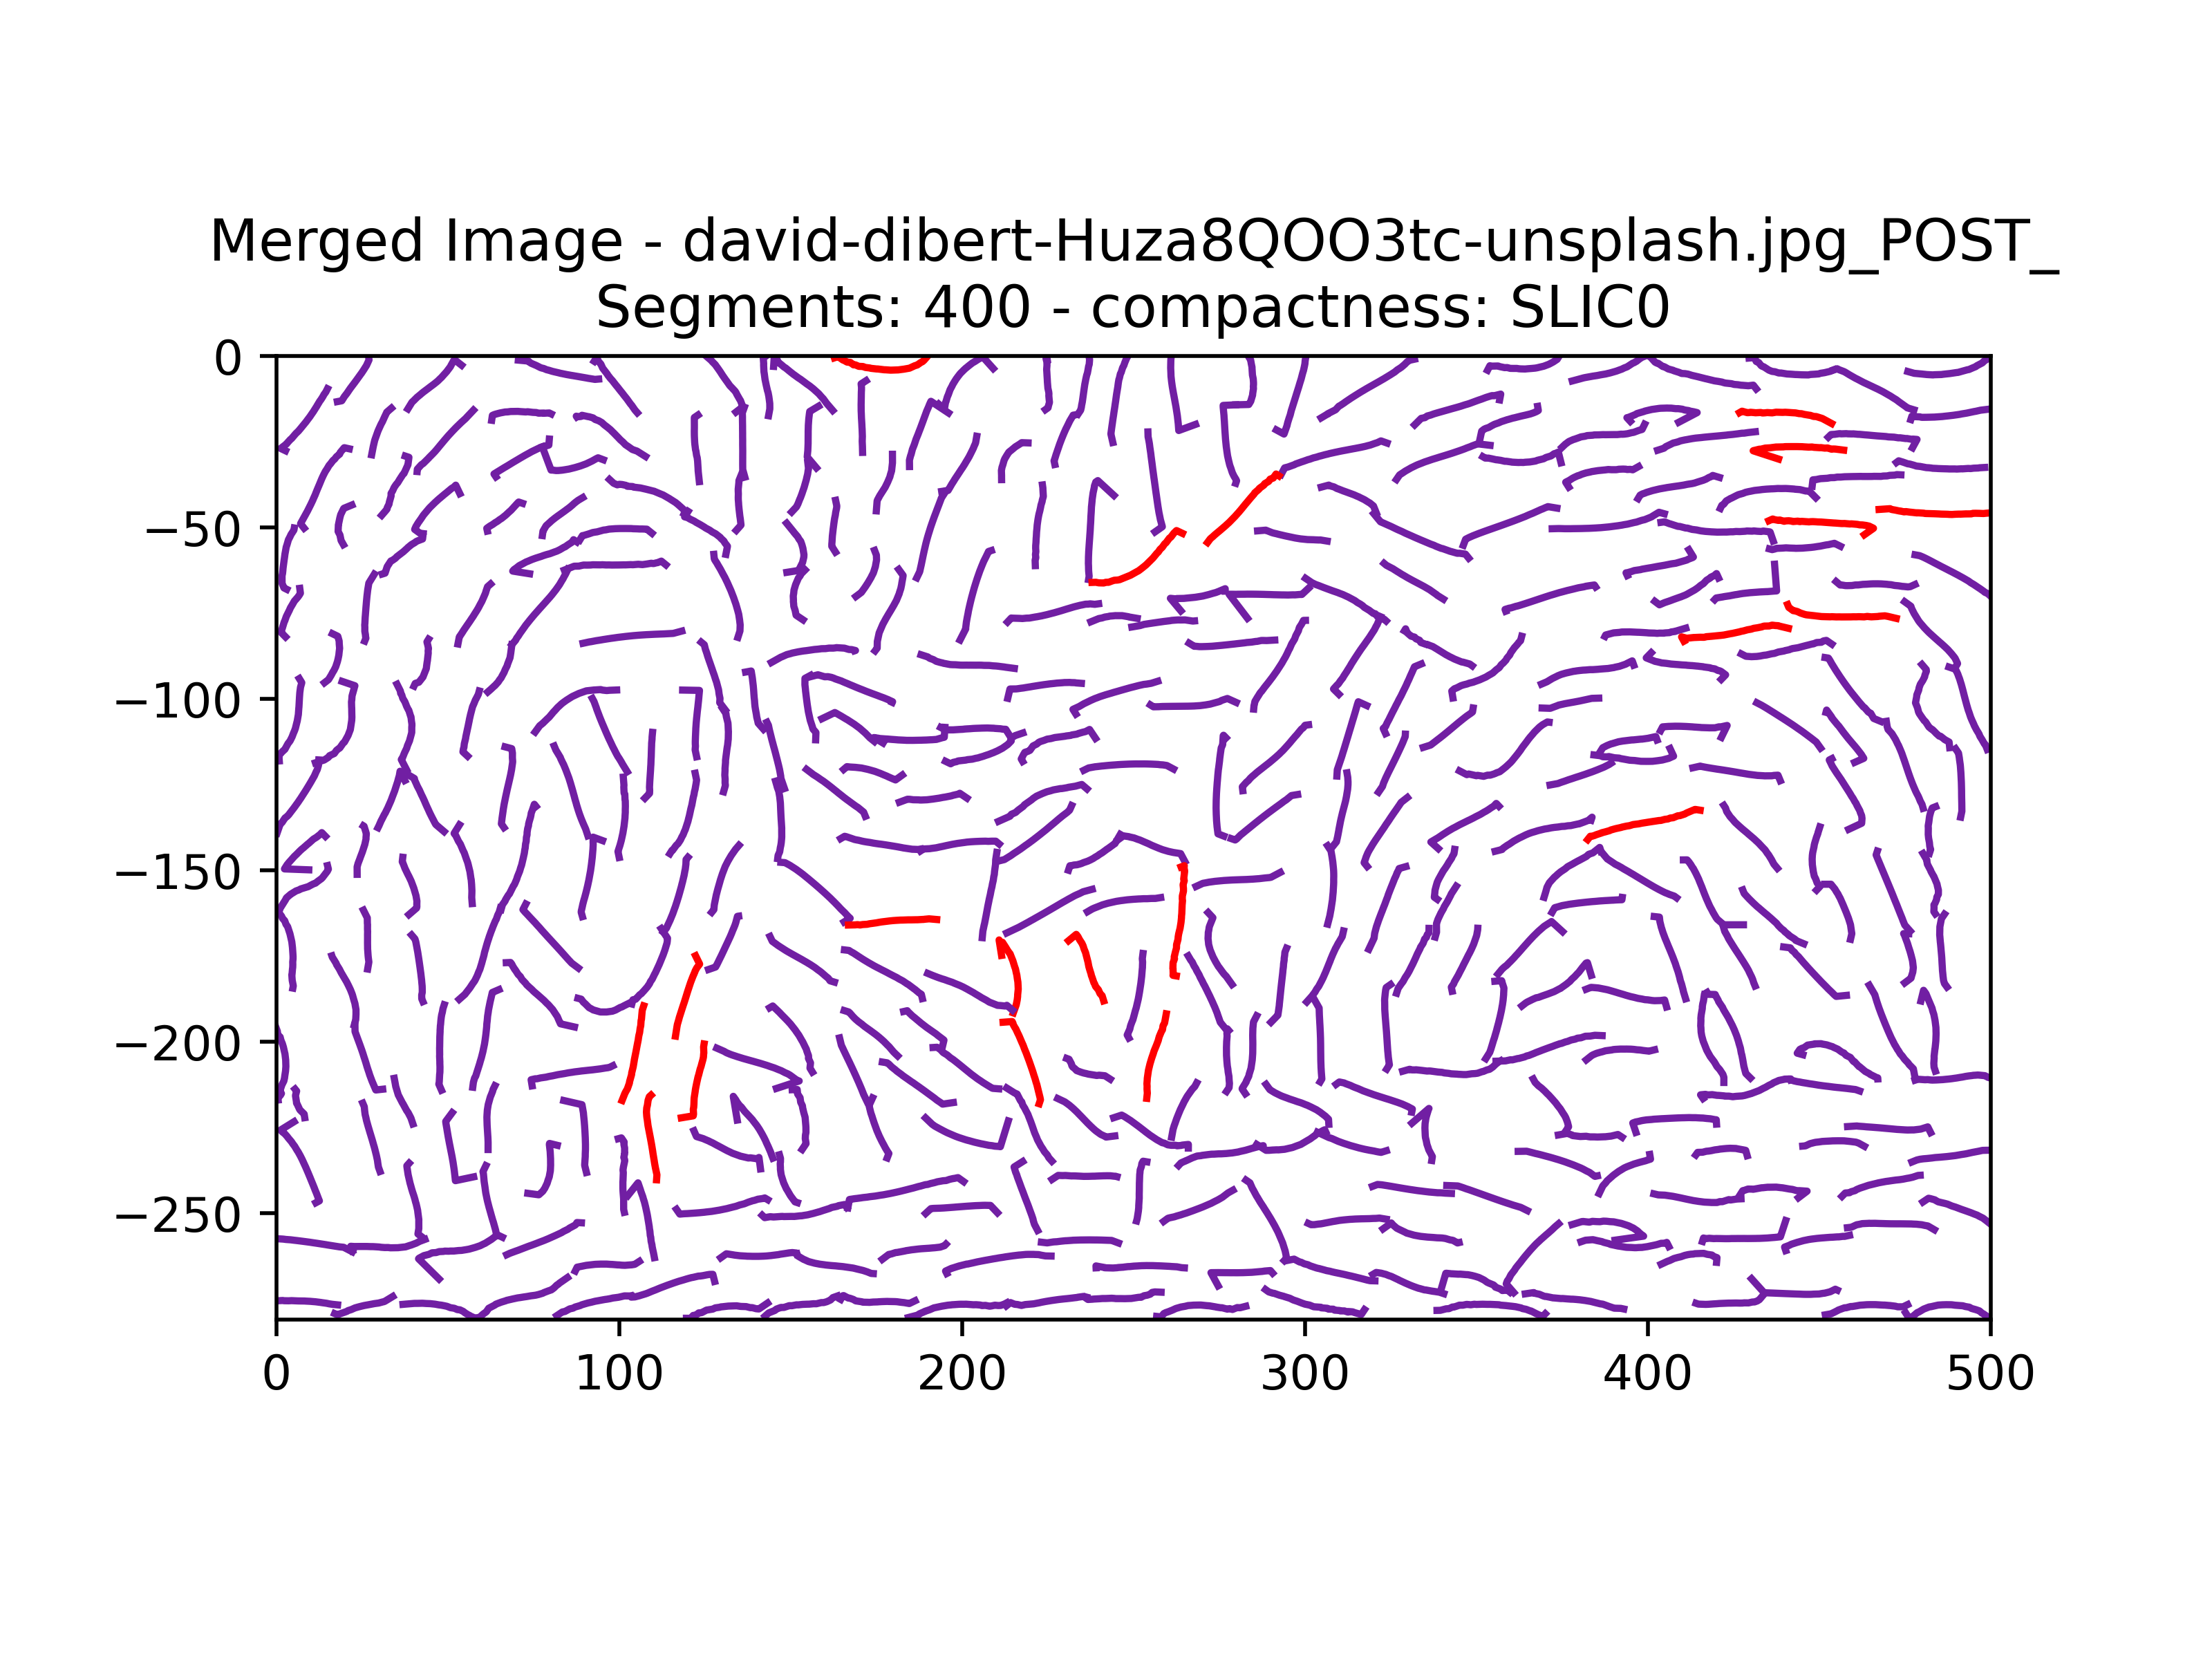 Merged Image - david-dibert-Huza8QOO3tc-unsplash.jpg_POST_
Segments: 400 - compactness: SLIC0
0
−50
−100
−150
−200
−250
0 100 200 300 400 500